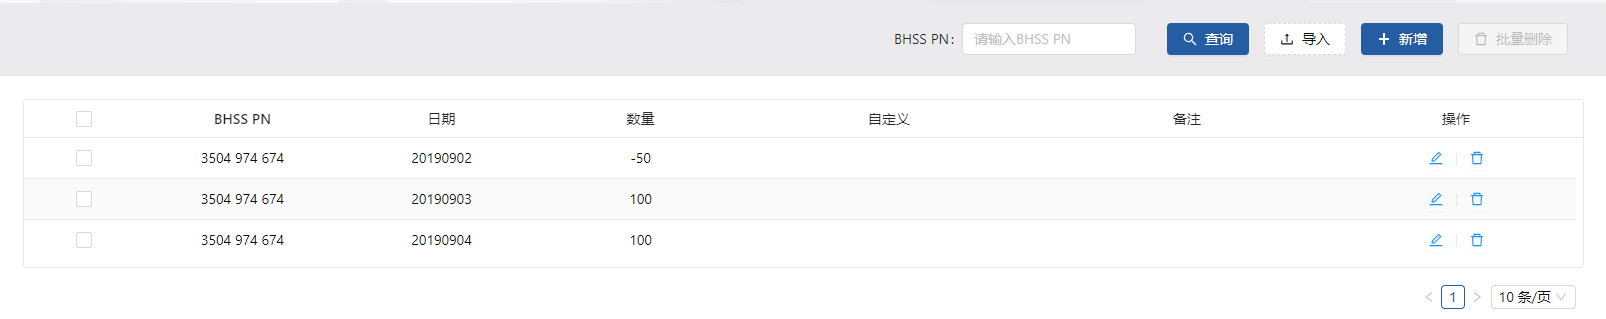 BHSS PN: 请输入BHSS PN 查询 导入 新增 批量删除
BHSS PN 日期 数量 自定义 备注 操作
3504 974 674 20190902 -50
3504 974 674 20190903 100
3504 974 674 20190904 100
1 10 条/页